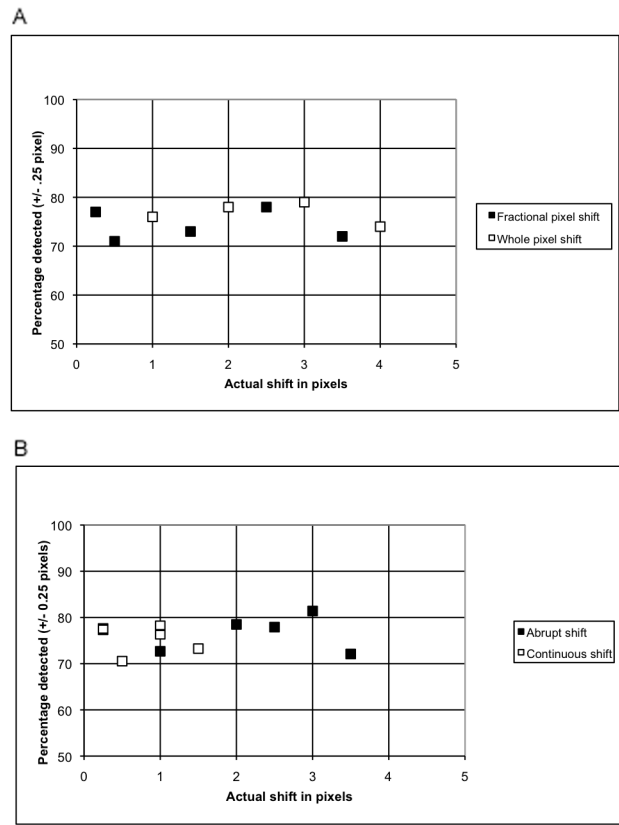 A
100
90
80
70
60
50
0 1 2 3 4 5
Percentage detected (+/- .25 pixel)
Actual shift in pixels
Fractional pixel shift
Whole pixel shift
B
100
90
80
70
60
50
0 1 2 3 4 5
Percentage detected (+/- 0.25 pixels)
Actual shift in pixels
Abrupt shift
Continuous shift